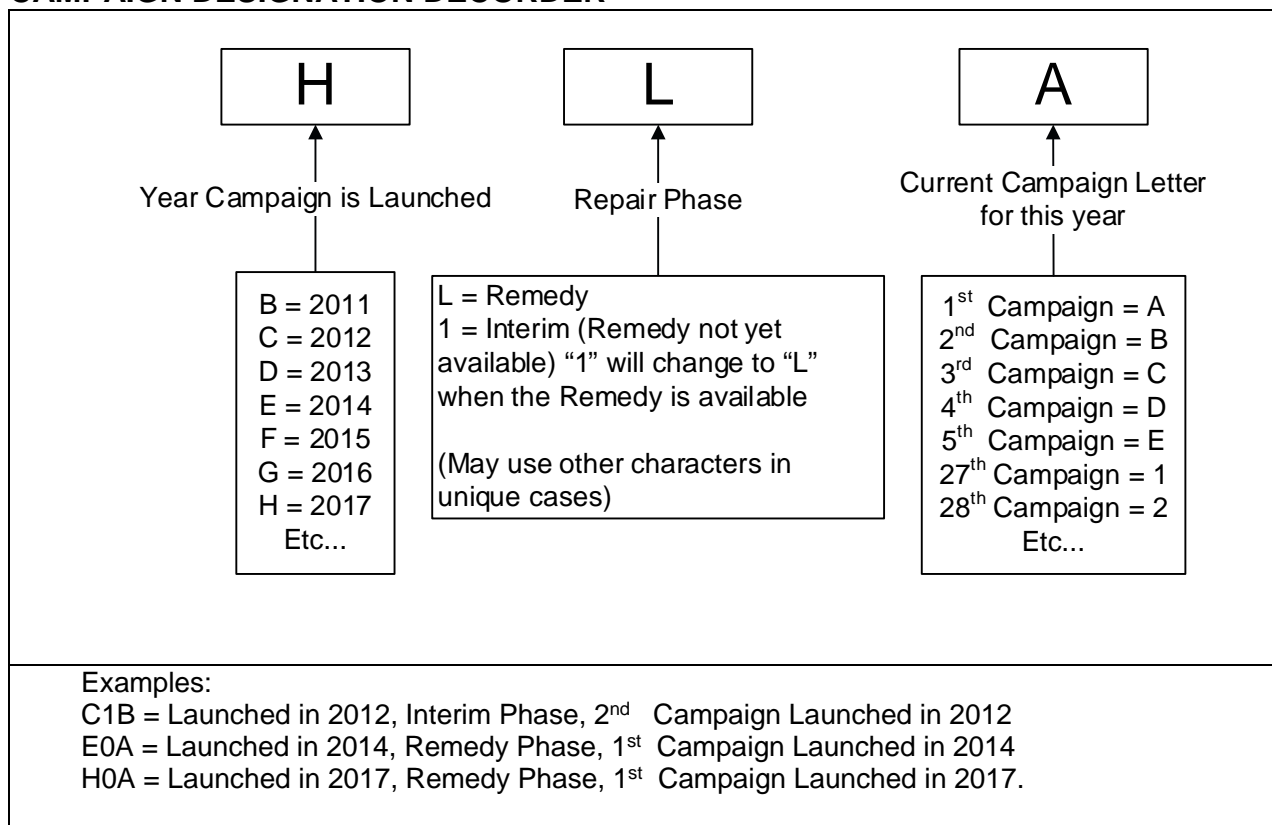 CAMPAIGN DESIGNATION DECORDER
H
L
A
Year Campaign is Launched
Repair Phase
Current Campaign Letter
for this year
B = 2011
C = 2012
D = 2013
E = 2014
F = 2015
G = 2016
H = 2017
Etc...
L = Remedy
1 = Interim (Remedy not yet
available) “1” will change to “L”
when the Remedy is available
(May use other characters in
unique cases)
1st Campaign = A
2nd Campaign = B
3rd Campaign = C
4th Campaign = D
5th Campaign = E
27th Campaign = 1
28th Campaign = 2
Etc...
Examples:
C1B = Launched in 2012, Interim Phase, 2nd Campaign Launched in 2012
E0A = Launched in 2014, Remedy Phase, 1st Campaign Launched in 2014
H0A = Launched in 2017, Remedy Phase, 1st Campaign Launched in 2017.